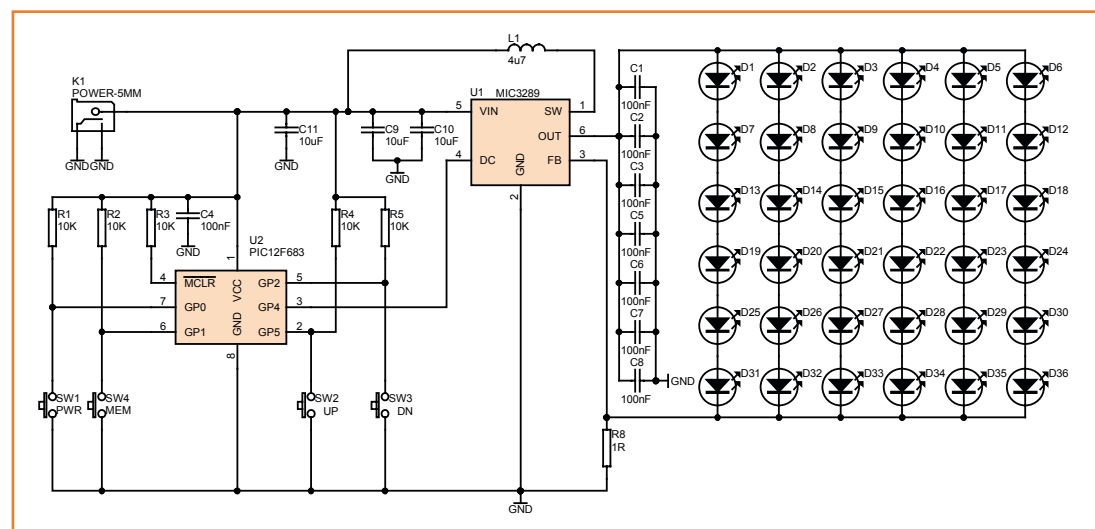 K1
POWER-5MM
GND GND
C11
10uF
GND
C9
10uF
C10
10uF
GND
L1
4u7
U1
MIC3289
5
VIN
SW
1
OUT
6
4
DC
GND
FB
3
2
R1
10K
R2
10K
R3
10K
C4
100nF
GND
R4
10K
R5
10K
U2
PIC12F683
1
4
MCLR
VCC
GP2
5
7
GP0
GP4
3
6
GP1
GND
GP5
2
8
SW1
PWR
SW4
MEM
SW2
UP
SW3
DN
GND
R8
1R
C1
100nF
C2
100nF
C3
100nF
C5
100nF
C6
100nF
C7
100nF
C8
100nF
GND
D1 D2 D3 D4 D5 D6
D7 D8 D9 D10 D11 D12
D13 D14 D15 D16 D17 D18
D19 D20 D21 D22 D23 D24
D25 D26 D27 D28 D29 D30
D31 D32 D33 D34 D35 D36